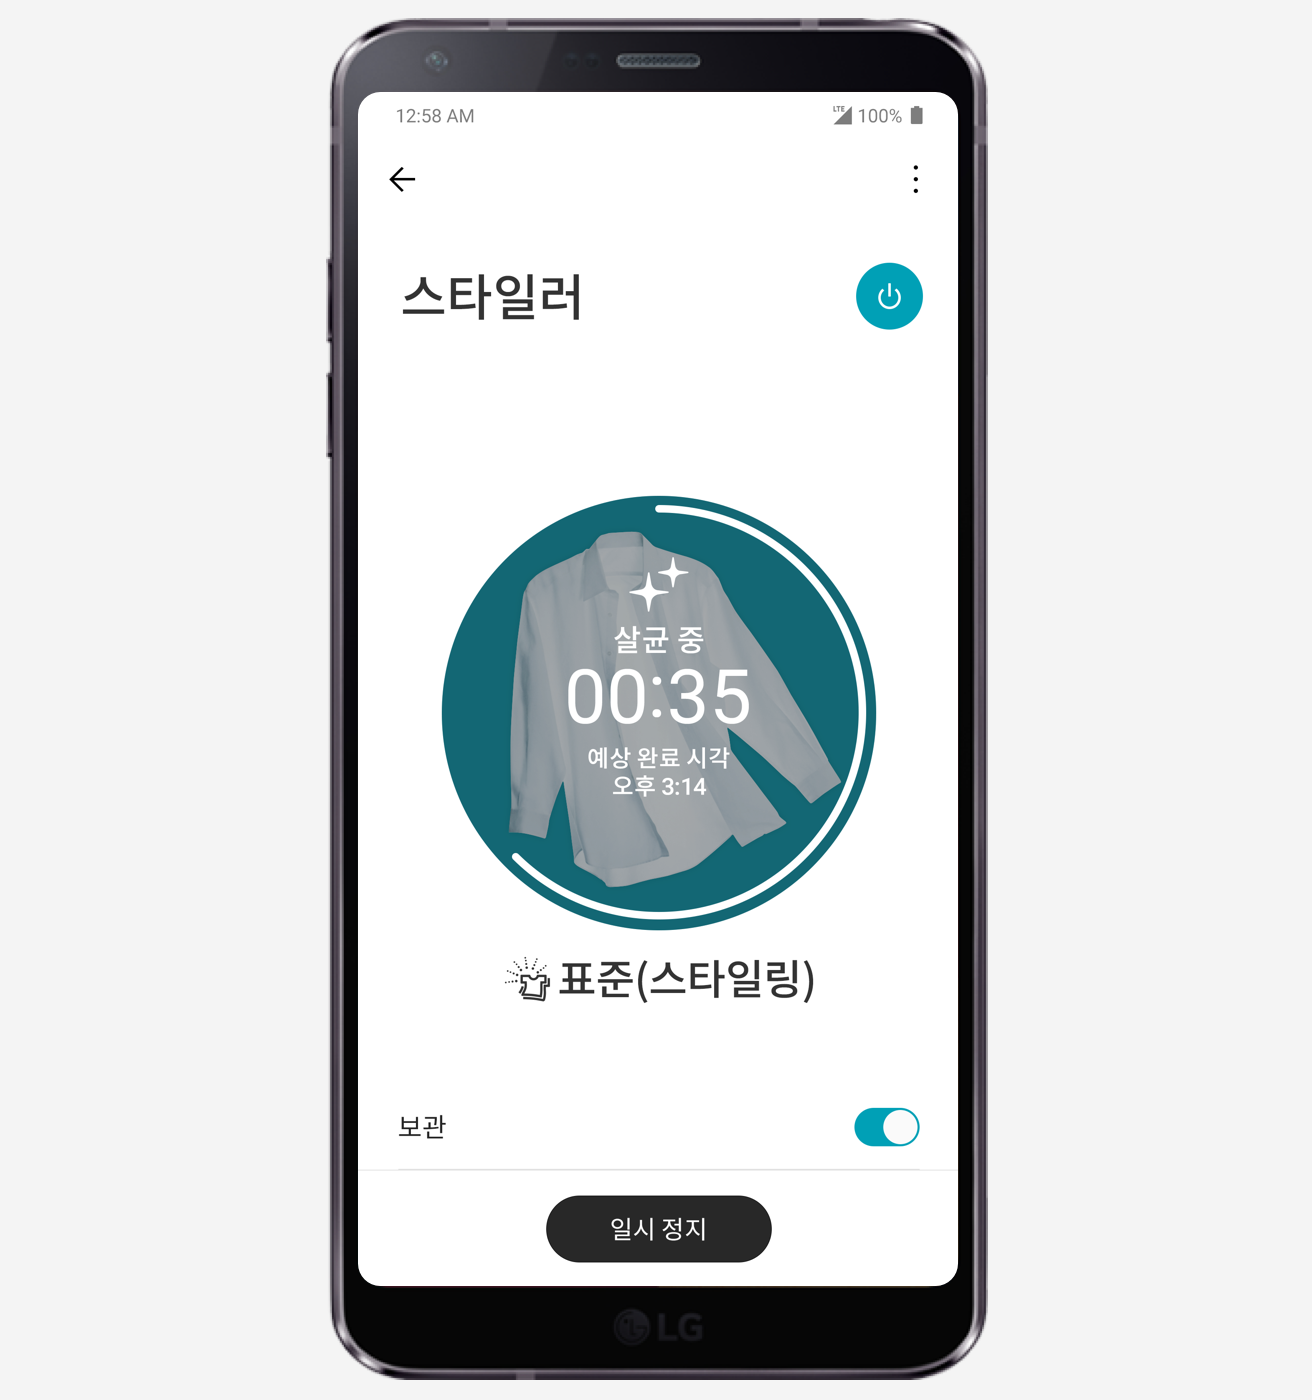 12:58 AM
LTE 100%
스타일러
살균 중
00:35
예상 완료 시각
오후 3:14
표준(스타일링)
보관
일시 정지
LG